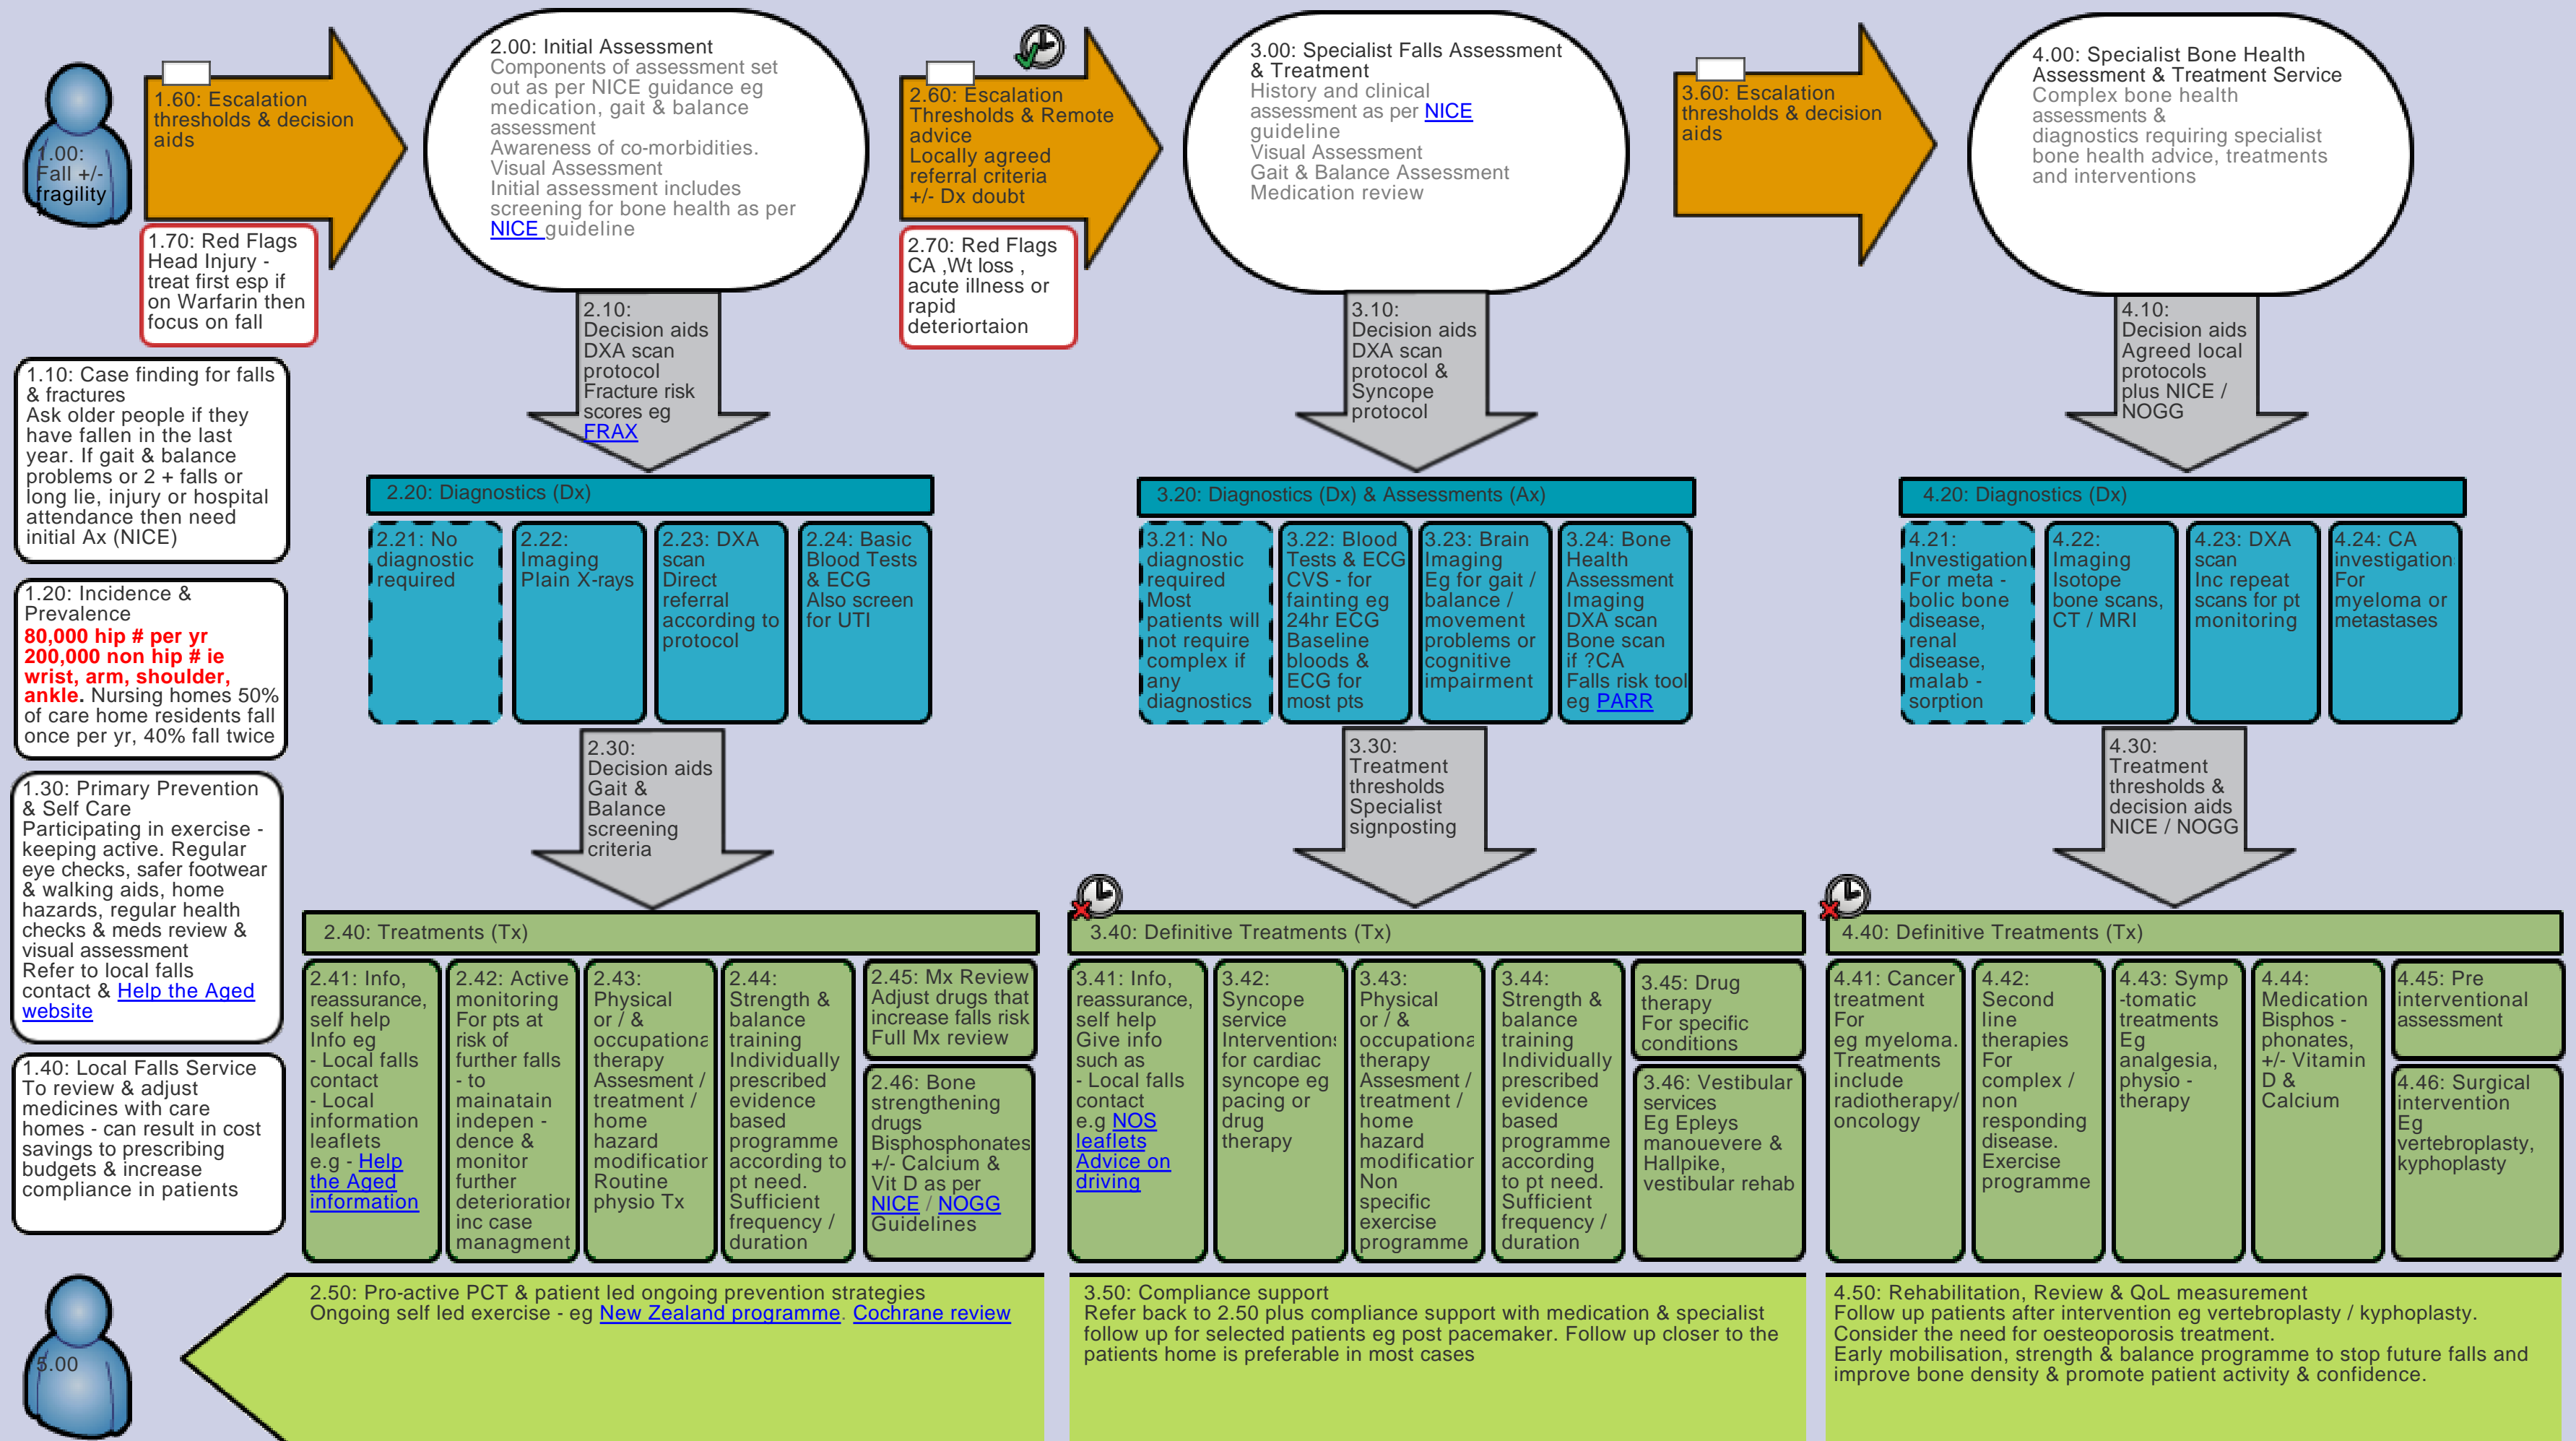 1.00:
Fall +/-
fragility
1.60: Escalation
thresholds & decision
aids
1.70: Red Flags
Head Injury -
treat first esp if
on Warfarin then
focus on fall
1.10: Case finding for falls
& fractures
Ask older people if they
have fallen in the last
year. If gait & balance
problems or 2 + falls or
long lie, injury or hospital
attendance then need
initial Ax (NICE)
1.20: Incidence &
Prevalence
80,000 hip # per yr
200,000 non hip # ie
wrist, arm, shoulder,
ankle. Nursing homes 50%
of care home residents fall
once per yr, 40% fall twice
1.30: Primary Prevention
& Self Care
Participating in exercise -
keeping active. Regular
eye checks, safer footwear
& walking aids, home
hazards, regular health
checks & meds review &
visual assessment
Refer to local falls
contact & Help the Aged
website
1.40: Local Falls Service
To review & adjust
medicines with care
homes - can result in cost
savings to prescribing
budgets & increase
compliance in patients
2.00: Initial Assessment
Components of assessment set
out as per NICE guidance eg
medication, gait & balance
assessment
Awareness of co-morbidities.
Visual Assessment
Initial assessment includes
screening for bone health as per
NICE guideline
2.10:
Decision aids
DXA scan
protocol
Fracture risk
scores eg
FRAX
2.20: Diagnostics (Dx)
2.21: No
diagnostic
required
2.22:
Imaging
Plain X-rays
2.23: DXA
scan
Direct
referral
according to
protocol
2.24: Basic
Blood Tests
& ECG
Also screen
for UTI
2.30:
Decision aids
Gait &
Balance
screening
criteria
2.40: Treatments (Tx)
2.41: Info,
reassurance,
self help
Info eg
- Local falls
contact
- Local
information
leaflets
e.g - Help
the Aged
information
2.42: Active
monitoring
For pts at
risk of
further falls
- to
mainatain
indepen -
dence &
monitor
further
deterioration
inc case
managment
2.43:
Physical
or / &
occupationa
therapy
Assesment /
treatment /
home
hazard
modification
Routine
physio Tx
2.44:
Strength &
balance
training
Individually
prescribed
evidence
based
programme
according to
pt need.
Sufficient
frequency /
duration
2.45: Mx Review
Adjust drugs that
increase falls risk
Full Mx review
2.46: Bone
strengthening
drugs
Bisphosphonates
+/- Calcium &
Vit D as per
NICE / NOGG
Guidelines
2.60: Escalation
Thresholds & Remote
advice
Locally agreed
referral criteria
+/- Dx doubt
2.70: Red Flags
CA ,Wt loss ,
acute illness or
rapid
deteriortaion
3.00: Specialist Falls Assessment
& Treatment
History and clinical
assessment as per NICE
guideline
Visual Assessment
Gait & Balance Assessment
Medication review
3.10:
Decision aids
DXA scan
protocol &
Syncope
protocol
3.20: Diagnostics (Dx) & Assessments (Ax)
3.21: No
diagnostic
required
Most
patients will
not require
complex if
any
diagnostics
3.22: Blood
Tests & ECG
CVS - for
fainting eg
24hr ECG
Baseline
bloods &
ECG for
most pts
3.23: Brain
Imaging
Eg for gait /
balance /
movement
problems or
cognitive
impairment
3.24: Bone
Health
Assessment
Imaging
DXA scan
Bone scan
if ?CA
Falls risk tool
eg PARR
3.30:
Treatment
thresholds
Specialist
signposting
3.40: Definitive Treatments (Tx)
3.41: Info,
reassurance,
self help
Give info
such as
- Local falls
contact
e.g NOS
leaflets
Advice on
driving
3.42:
Syncope
service
Interventions
for cardiac
syncope eg
pacing or
drug
therapy
3.43:
Physical
or / &
occupationa
therapy
Assesment /
treatment /
home
hazard
modification
Non
specific
exercise
programme
3.44:
Strength &
balance
training
Individually
prescribed
evidence
based
programme
according
to pt need.
Sufficient
frequency /
duration
3.45: Drug
therapy
For specific
conditions
3.46: Vestibular
services
Eg Epleys
manouevere &
Hallpike,
vestibular rehab
3.60: Escalation
thresholds & decision
aids
4.00: Specialist Bone Health
Assessment & Treatment Service
Complex bone health
assessments &
diagnostics requiring specialist
bone health advice, treatments
and interventions
4.10:
Decision aids
Agreed local
protocols
plus NICE /
NOGG
4.20: Diagnostics (Dx)
4.21:
Investigation
For meta -
bolic bone
disease,
renal
disease,
malab -
sorption
4.22:
Imaging
Isotope
bone scans,
CT / MRI
4.23: DXA
scan
Inc repeat
scans for pt
monitoring
4.24: CA
investigation
For
myeloma or
metastases
4.30:
Treatment
thresholds &
decision aids
NICE / NOGG
4.40: Definitive Treatments (Tx)
4.41: Cancer
treatment
For
eg myeloma.
Treatments
include
radiotherapy/
oncology
4.42:
Second
line
therapies
For
complex /
non
responding
disease.
Exercise
programme
4.43: Symp
-tomatic
treatments
Eg
analgesia,
physio -
therapy
4.44:
Medication
Bisphos -
phonates,
+/- Vitamin
D &
Calcium
4.45: Pre
interventional
assessment
4.46: Surgical
intervention
Eg
vertebroplasty,
kyphoplasty
5.00
2.50: Pro-active PCT & patient led ongoing prevention strategies
Ongoing self led exercise - eg New Zealand programme. Cochrane review
3.50: Compliance support
Refer back to 2.50 plus compliance support with medication & specialist
follow up for selected patients eg post pacemaker. Follow up closer to the
patients home is preferable in most cases
4.50: Rehabilitation, Review & QoL measurement
Follow up patients after intervention eg vertebroplasty / kyphoplasty.
Consider the need for oesteoporosis treatment.
Early mobilisation, strength & balance programme to stop future falls and
improve bone density & promote patient activity & confidence.